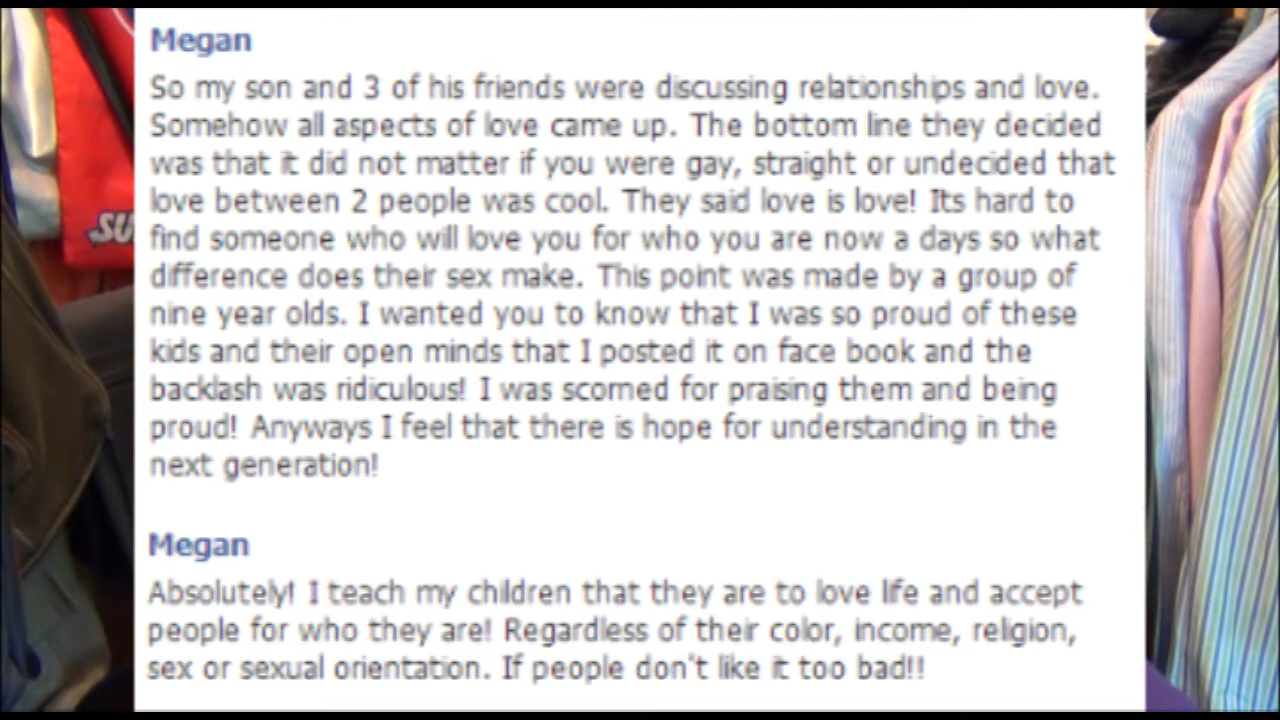 Megan
So my son and 3 of his friends were discussing relationships and love.
Somehow all aspects of love came up. The bottom line they decided
was that it did not matter if you were gay, straight or undecided that
love between 2 people was cool. They said love is love! Its hard to
find someone who will love you for who you are now a days so what
difference does their sex make. This point was made by a group of
nine year olds. I wanted you to know that I was so proud of these
kids and their open minds that I posted it on face book and the
backlash was ridiculous! I was scorned for praising them and being
proud! Anyways I feel that there is hope for understanding in the
next generation!
Megan
Absolutely! I teach my children that they are to love life and accept
people for who they are! Regardless of their color, income, religion,
sex or sexual orientation. If people don't like it too bad!!
SU